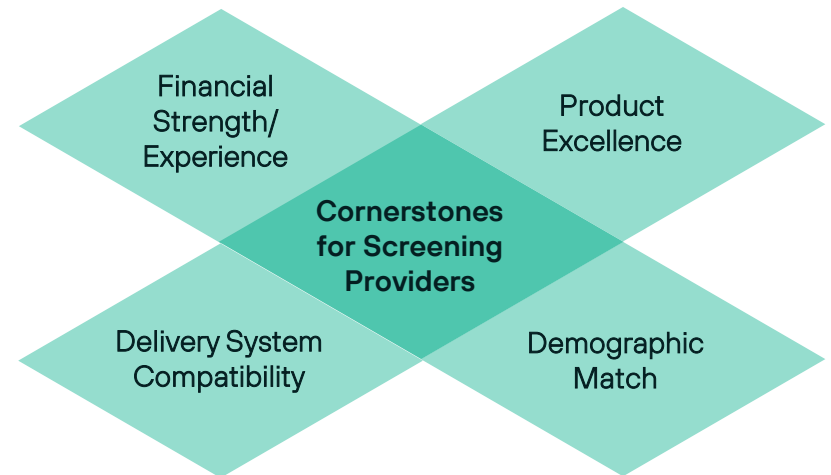 Financial
Strength/
Experience
Product
Excellence
Cornerstones
for Screening
Providers
Delivery System
Compatibility
Demographic
Match